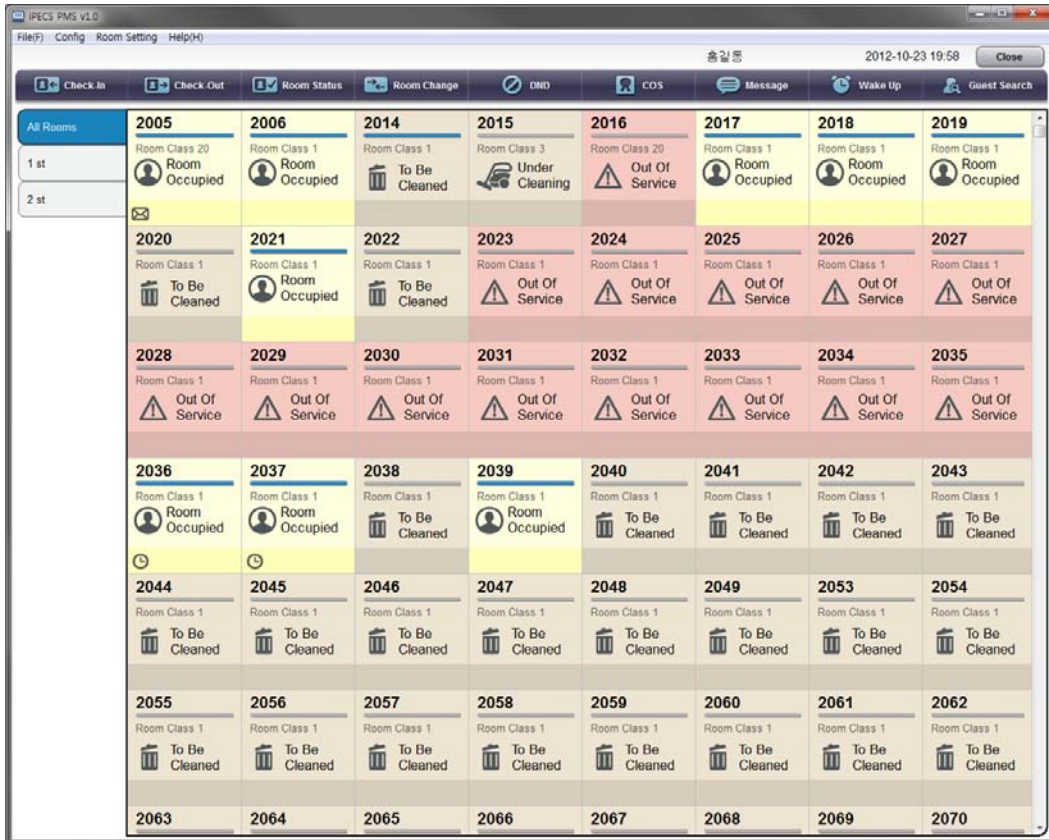 IPECS PMS v1.0
File(F) Config Room Setting Help(H)
홍길동 2012-10-23 19:58 Close
Check-In Check-Out Room Status Room Change DND COS Message Wake Up Guest Search
All Rooms
1 st
2 st
2005 2006 2014 2015 2016 2017 2018 2019
Room Class 20 Room Class 1 Room Class 1 Room Class 3 Room Class 20 Room Class 1 Room Class 1 Room Class 1
Room Room To Be Under Out Of Room Room Room
Occupied Occupied Cleaned Cleaning Service Occupied Occupied Occupied
2020 2021 2022 2023 2024 2025 2026 2027
Room Class 1 Room Class 1 Room Class 1 Room Class 1 Room Class 1 Room Class 1 Room Class 1 Room Class 1
To Be Room To Be Out Of Out Of Out Of Out Of Out Of
Cleaned Occupied Cleaned Service Service Service Service Service
2028 2029 2030 2031 2032 2033 2034 2035
Room Class 1 Room Class 1 Room Class 1 Room Class 1 Room Class 1 Room Class 1 Room Class 1 Room Class 1
Out Of Out Of Out Of Out Of Out Of Out Of Out Of Out Of
Service Service Service Service Service Service Service Service
2036 2037 2038 2039 2040 2041 2042 2043
Room Class 1 Room Class 1 Room Class 1 Room Class 1 Room Class 1 Room Class 1 Room Class 1 Room Class 1
Room Room To Be Room To Be To Be To Be To Be
Occupied Occupied Cleaned Occupied Cleaned Cleaned Cleaned Cleaned
2044 2045 2046 2047 2048 2049 2053 2054
Room Class 1 Room Class 1 Room Class 1 Room Class 1 Room Class 1 Room Class 1 Room Class 1 Room Class 1
To Be To Be To Be To Be To Be To Be To Be To Be
Cleaned Cleaned Cleaned Cleaned Cleaned Cleaned Cleaned Cleaned
2055 2056 2057 2058 2059 2060 2061 2062
Room Class 1 Room Class 1 Room Class 1 Room Class 1 Room Class 1 Room Class 1 Room Class 1 Room Class 1
To Be To Be To Be To Be To Be To Be To Be To Be
Cleaned Cleaned Cleaned Cleaned Cleaned Cleaned Cleaned Cleaned
2063 2064 2065 2066 2067 2068 2069 2070